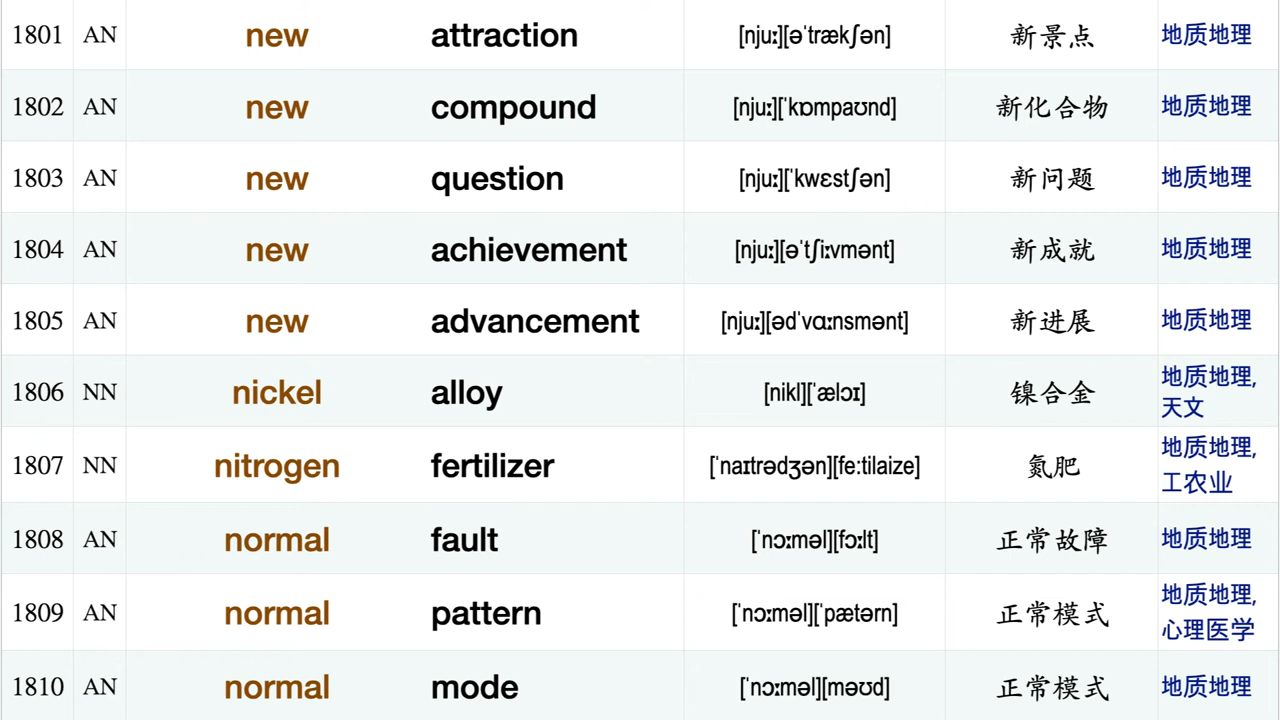 1801 AN new attraction [njuː][əˈtrækʃən] 新景点 地质地理
1802 AN new compound [njuː][ˈkɒmpaʊnd] 新化合物 地质地理
1803 AN new question [njuː][ˈkwɛstʃən] 新问题 地质地理
1804 AN new achievement [njuː][əˈtʃiːvmənt] 新成就 地质地理
1805 AN new advancement [njuː][ədˈvɑːnsmənt] 新进展 地质地理
1806 NN nickel alloy [nikl][ˈælɔɪ] 镍合金 地质地理,
天文
1807 NN nitrogen fertilizer [ˈnaɪtrədʒən][fe:tilaize] 氮肥 地质地理,
工农业
1808 AN normal fault [ˈnɔːməl][fɔːlt] 正常故障 地质地理
1809 AN normal pattern [ˈnɔːməl][ˈpætərn] 正常模式 地质地理,
心理医学
1810 AN normal mode [ˈnɔːməl][məʊd] 正常模式 地质地理